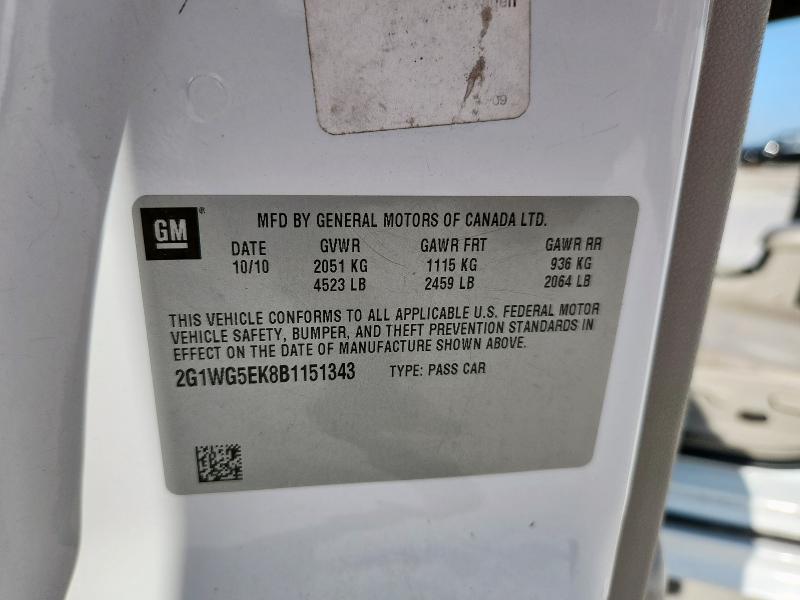 09
GM
MFD BY GENERAL MOTORS OF CANADA LTD.
DATE GVWR GAWR FRT GAWR RR
10/10 2051 KG 1115 KG 936 KG
4523 LB 2459 LB 2064 LB
THIS VEHICLE CONFORMS TO ALL APPLICABLE U.S. FEDERAL MOTOR
VEHICLE SAFETY, BUMPER, AND THEFT PREVENTION STANDARDS IN
EFFECT ON THE DATE OF MANUFACTURE SHOWN ABOVE.
2G1WG5EK8B1151343 TYPE: PASS CAR